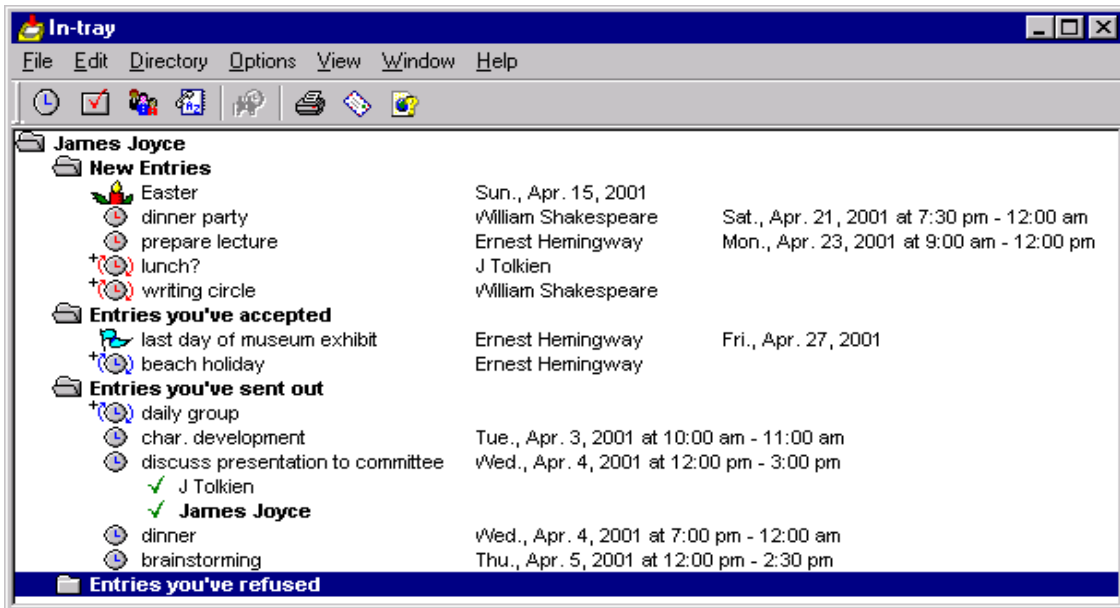 In-tray
File Edit Directory Options View Window Help
James Joyce
New Entries
Easter Sun., Apr. 15, 2001
dinner party William Shakespeare Sat., Apr. 21, 2001 at 7:30 pm - 12:00 am
prepare lecture Ernest Hemingway Mon., Apr. 23, 2001 at 9:00 am - 12:00 pm
lunch? J Tolkien
writing circle William Shakespeare
Entries you've accepted
last day of museum exhibit Ernest Hemingway Fri., Apr. 27, 2001
beach holiday Ernest Hemingway
Entries you've sent out
daily group
char. development Tue., Apr. 3, 2001 at 10:00 am - 11:00 am
discuss presentation to committee Wed., Apr. 4, 2001 at 12:00 pm - 3:00 pm
J Tolkien
James Joyce
dinner Wed., Apr. 4, 2001 at 7:00 pm - 12:00 am
brainstorming Thu., Apr. 5, 2001 at 12:00 pm - 2:30 pm
Entries you've refused